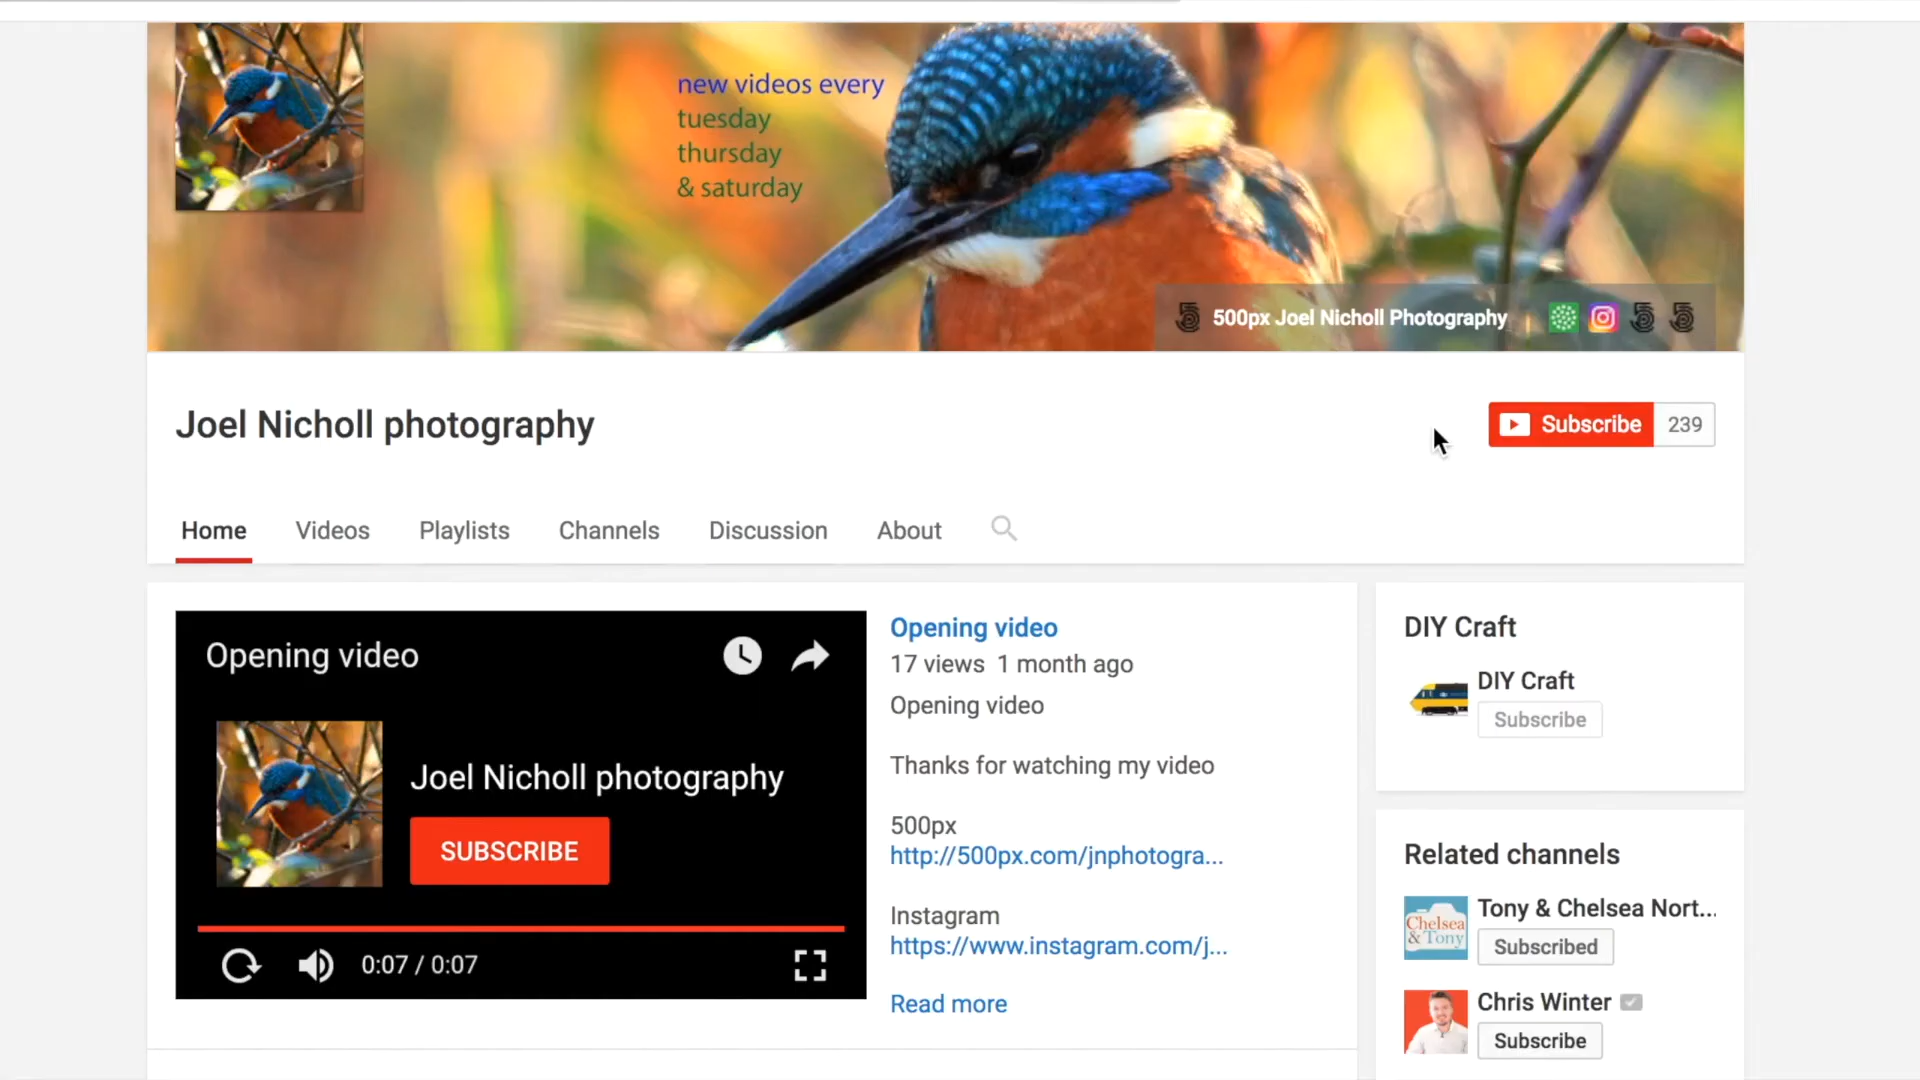 new videos every
tuesday
thursday
& saturday
500px Joel Nicholl Photography
Joel Nicholl photography
Subscribe 239
Home Videos Playlists Channels Discussion About
Opening video
Joel Nicholl photography
SUBSCRIBE
0:07 / 0:07
Opening video
17 views 1 month ago
Opening video
Thanks for watching my video
500px
http://500px.com/jnphotogra...
Instagram
https://www.instagram.com/j...
Read more
DIY Craft
DIY Craft
Subscribe
Related channels
Chelsea
& Tony
Tony & Chelsea Nort...
Subscribed
Chris Winter
Subscribe